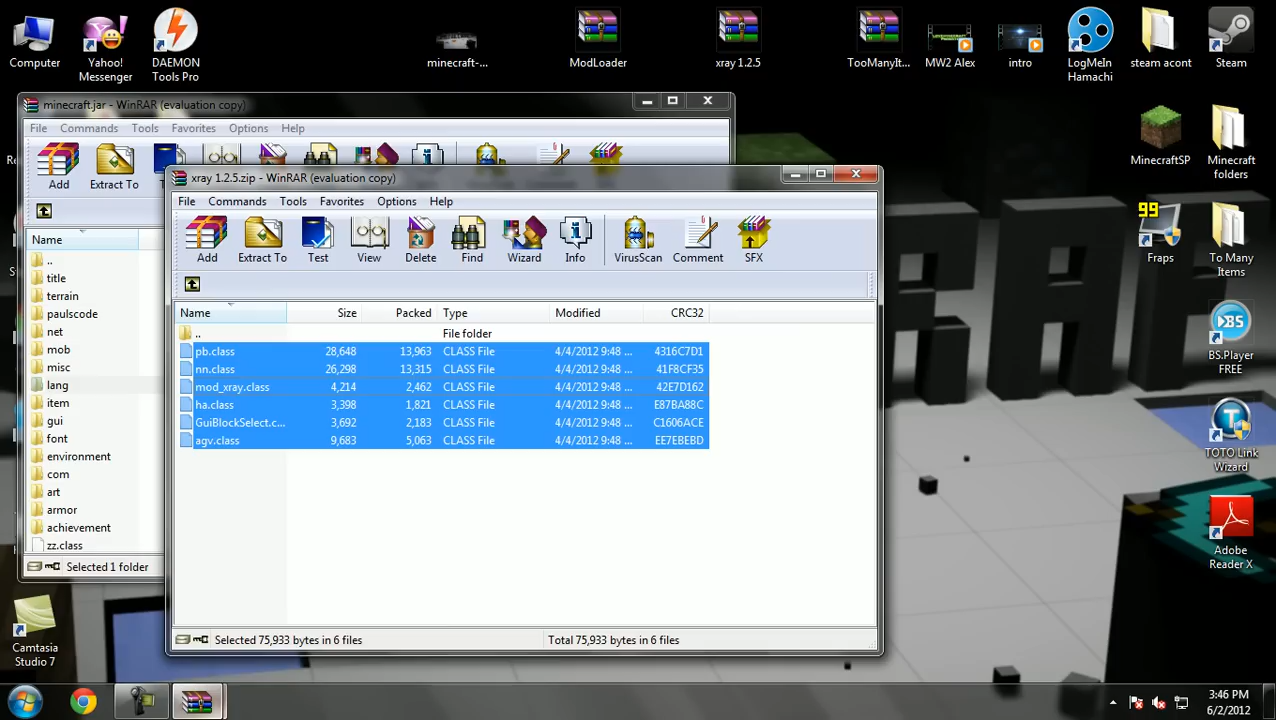 Computer
Yahoo!
Messenger
DAEMON
Tools Pro
minecraft-...
ModLoader
xray 1.2.5
TooManyIt...
MW2 Alex
intro
LogMeIn
Hamachi
steam acont
Steam
minecraft.jar - WinRAR (evaluation copy)
File Commands Tools Favorites Options Help
Add Extract To
Name
..
title
terrain
paulscode
net
mob
misc
lang
item
gui
font
environment
com
art
armor
achievement
zz.class
Selected 1 folder
xray 1.2.5.zip - WinRAR (evaluation copy)
File Commands Tools Favorites Options Help
Add Extract To Test View Delete Find Wizard Info VirusScan Comment SFX
Name Size Packed Type Modified CRC32
.. File folder
pb.class 28,648 13,963 CLASS File 4/4/2012 9:48 ... 4316C7D1
nn.class 26,298 13,315 CLASS File 4/4/2012 9:48 ... 41F8CF35
mod_xray.class 4,214 2,462 CLASS File 4/4/2012 9:48 ... 42E7D162
ha.class 3,398 1,821 CLASS File 4/4/2012 9:48 ... E87BA88C
GuiBlockSelect.c... 3,692 2,183 CLASS File 4/4/2012 9:48 ... C1606ACE
agv.class 9,683 5,063 CLASS File 4/4/2012 9:48 ... EE7EBEBD
Selected 75,933 bytes in 6 files Total 75,933 bytes in 6 files
MinecraftSP
Minecraft
folders
99
Fraps
To Many
Items
BS
BS.Player
FREE
TOTO Link
Wizard
Adobe
Reader X
Camtasia
Studio 7
3:46 PM
6/2/2012